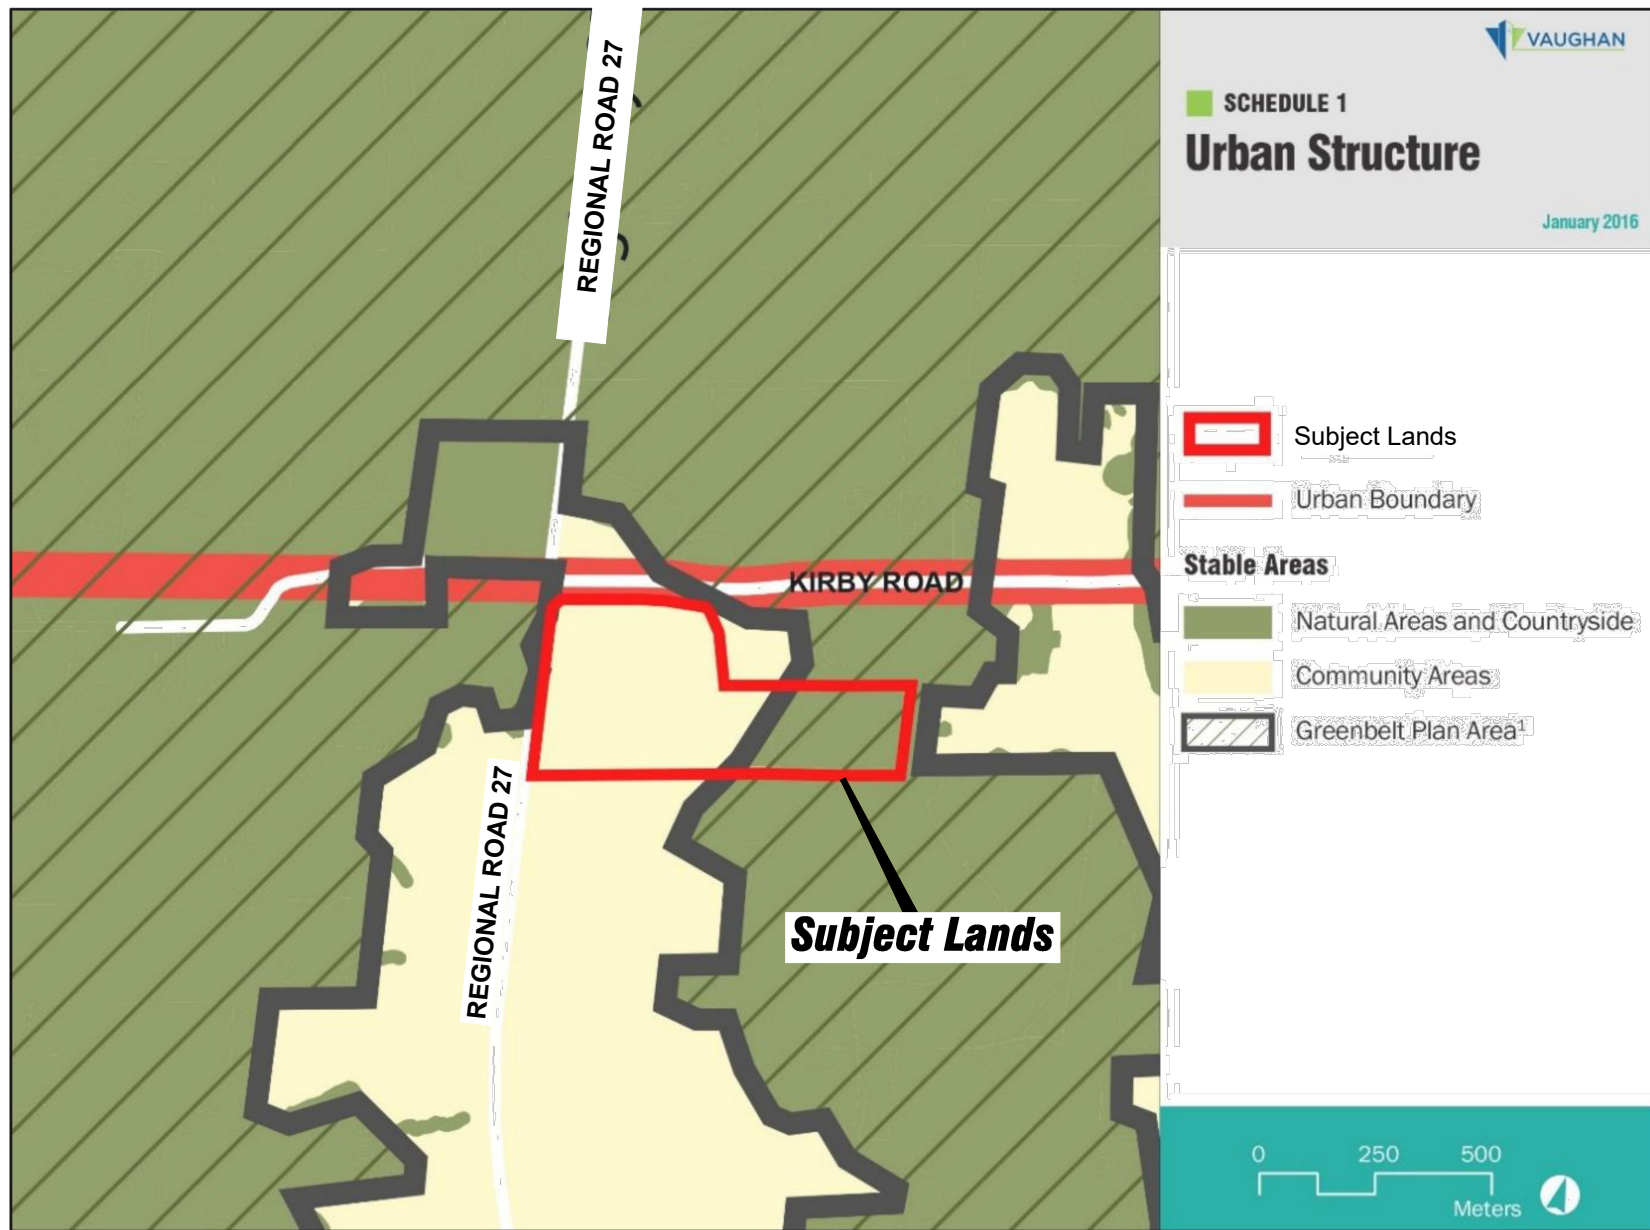 REGIONAL ROAD 27
KIRBY ROAD
REGIONAL ROAD 27
Subject Lands
VAUGHAN
SCHEDULE 1
Urban Structure
January 2016
Subject Lands
Urban Boundary
Stable Areas
Natural Areas and Countryside
Community Areas
Greenbelt Plan Area¹
0 250 500
Meters